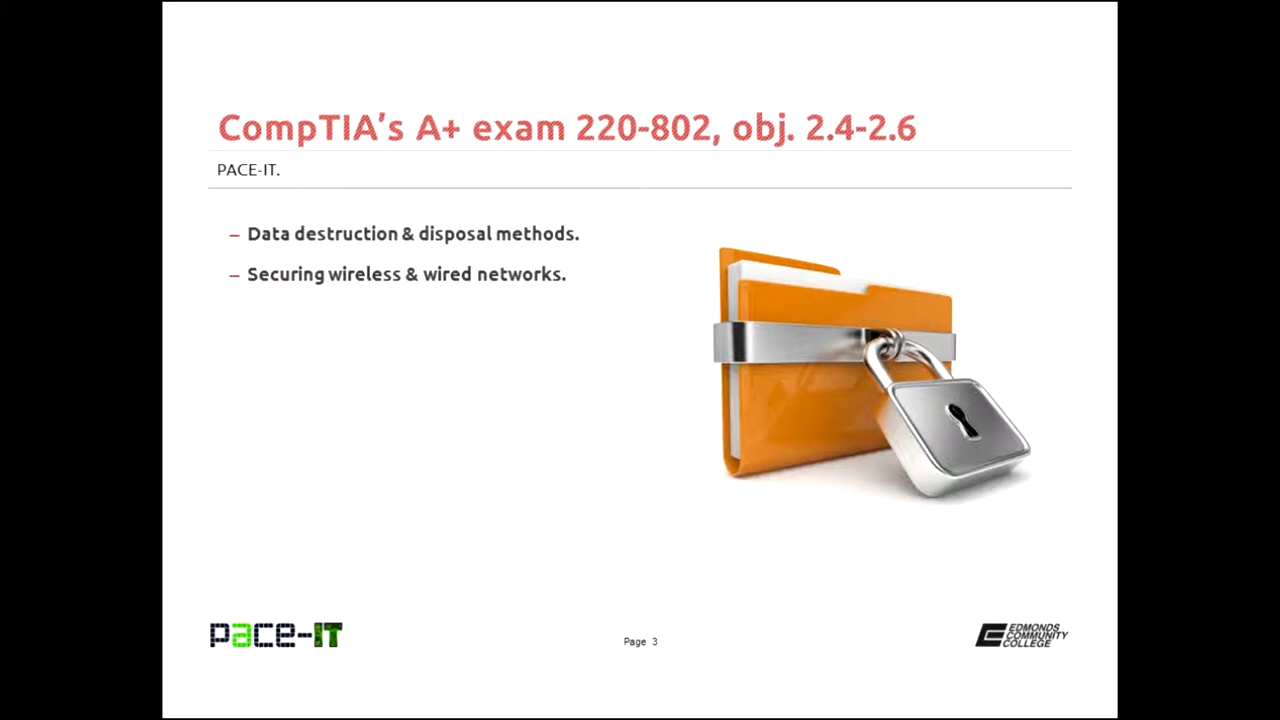 CompTIA's A+ exam 220-802, obj. 2.4-2.6
PACE-IT.
– Data destruction & disposal methods.
– Securing wireless & wired networks.
pace-IT
Page 3
EDMONDS
COMMUNITY
COLLEGE